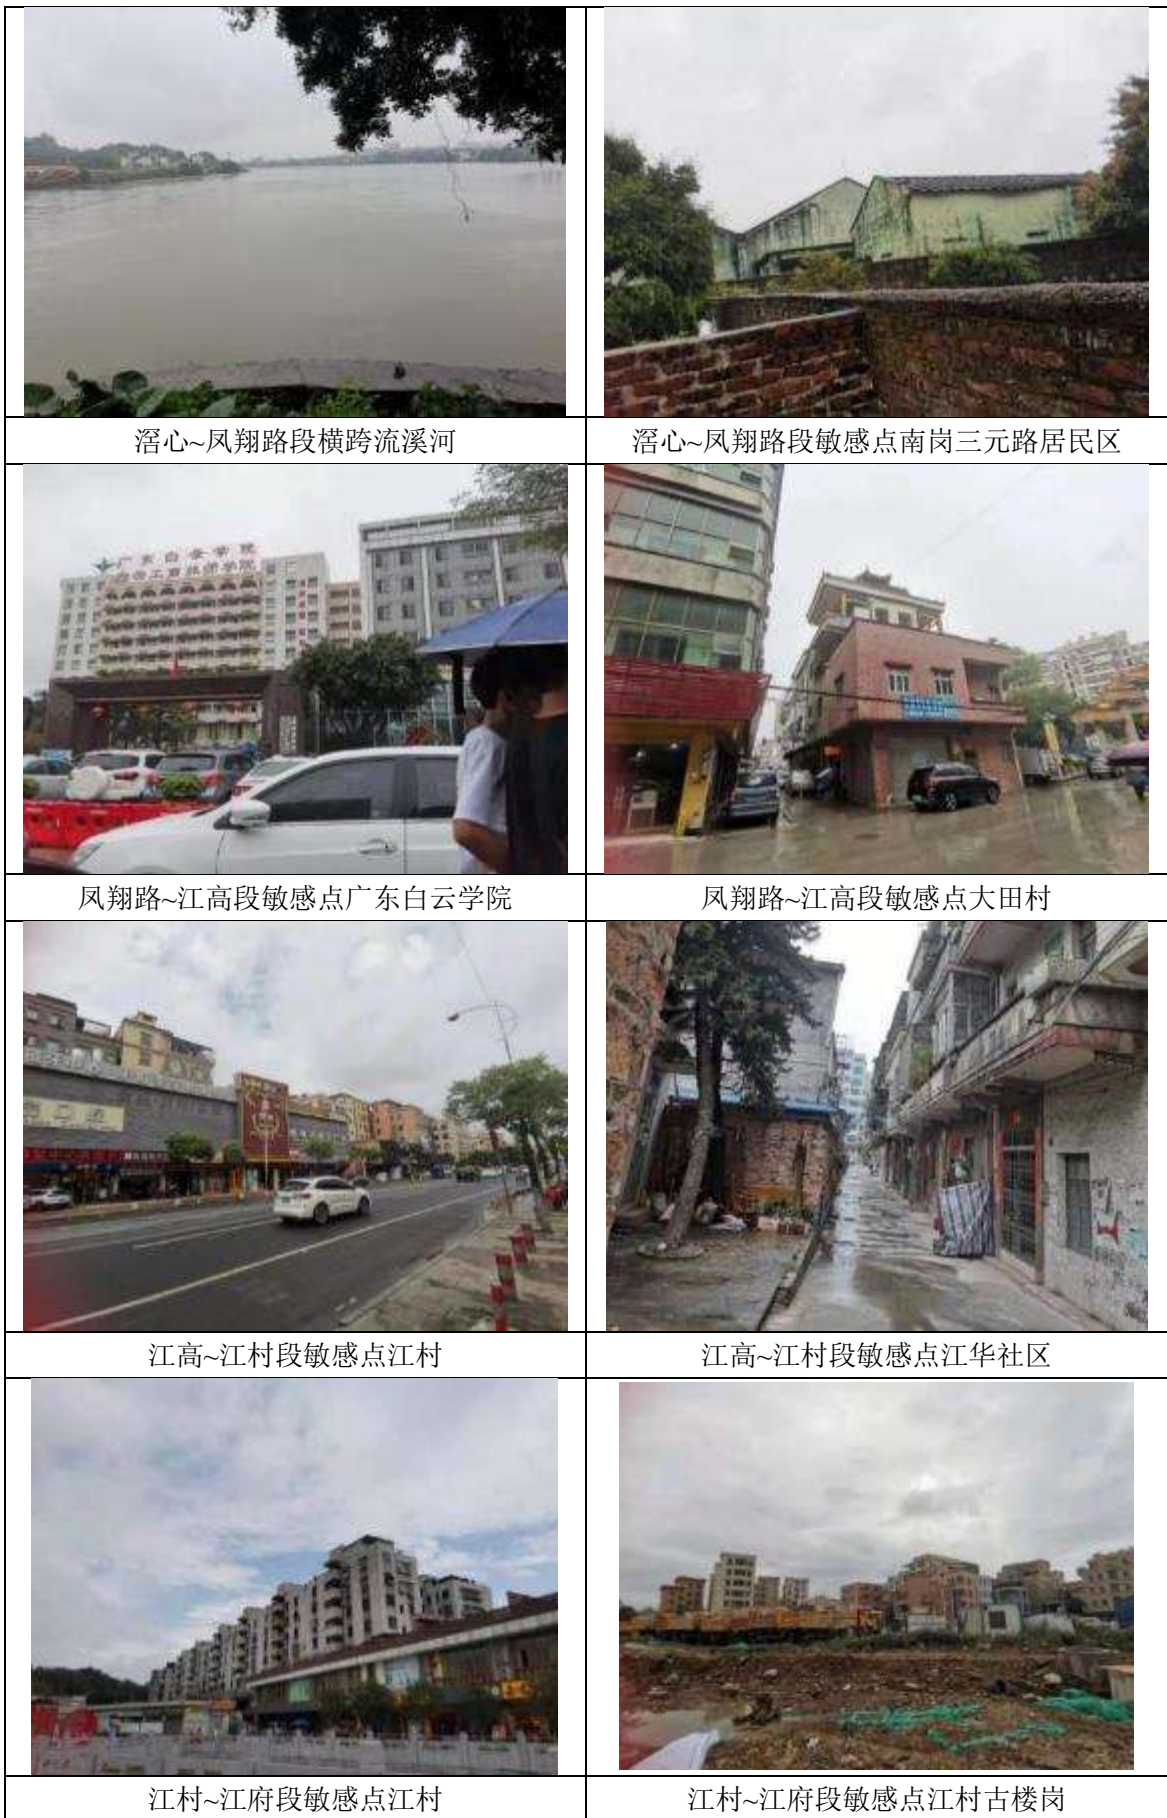 滘心~凤翔路段横跨流溪河
滘心~凤翔路段敏感点南岗三元路居民区
广东白云学院
凤翔路~江高段敏感点广东白云学院
凤翔路~江高段敏感点大田村
江高~江村段敏感点江村
江高~江村段敏感点江华社区
江村~江府段敏感点江村
江村~江府段敏感点江村古楼岗